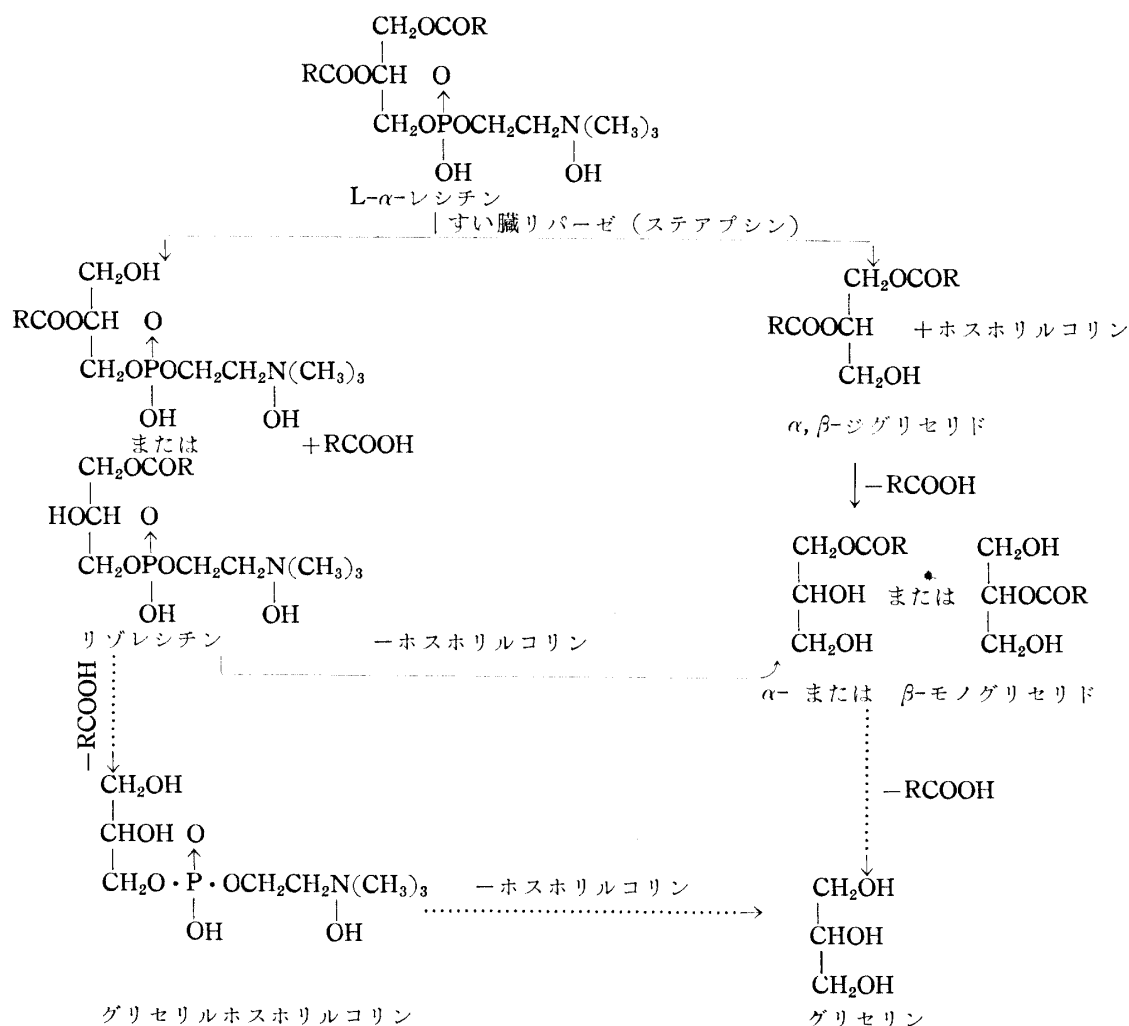 CH₂OCOR
RCOOCH O
CH₂OPOCH₂CH₂N(CH₃)₃
OH OH
L-α-レシチン
すい臓リパーゼ（ステアプシン）
CH₂OH
RCOOCH O
CH₂OPOCH₂CH₂N(CH₃)₃
OH OH
または +RCOOH
CH₂OCOR
HOCH O
CH₂OPOCH₂CH₂N(CH₃)₃
OH OH
リゾレシチン
−ホスホリルコリン
CH₂OCOR
RCOOCH +ホスホリルコリン
CH₂OH
α, β-ジグリセリド
−RCOOH
CH₂OCOR CH₂OH
CHOH または CHOCOR
CH₂OH CH₂OH
α- または β-モノグリセリド
−RCOOH
CH₂OH
CHOH O
CH₂O・P・OCH₂CH₂N(CH₃)₃
OH OH
グリセリルホスホリルコリン
−ホスホリルコリン
−RCOOH
CH₂OH
CHOH
CH₂OH
グリセリン